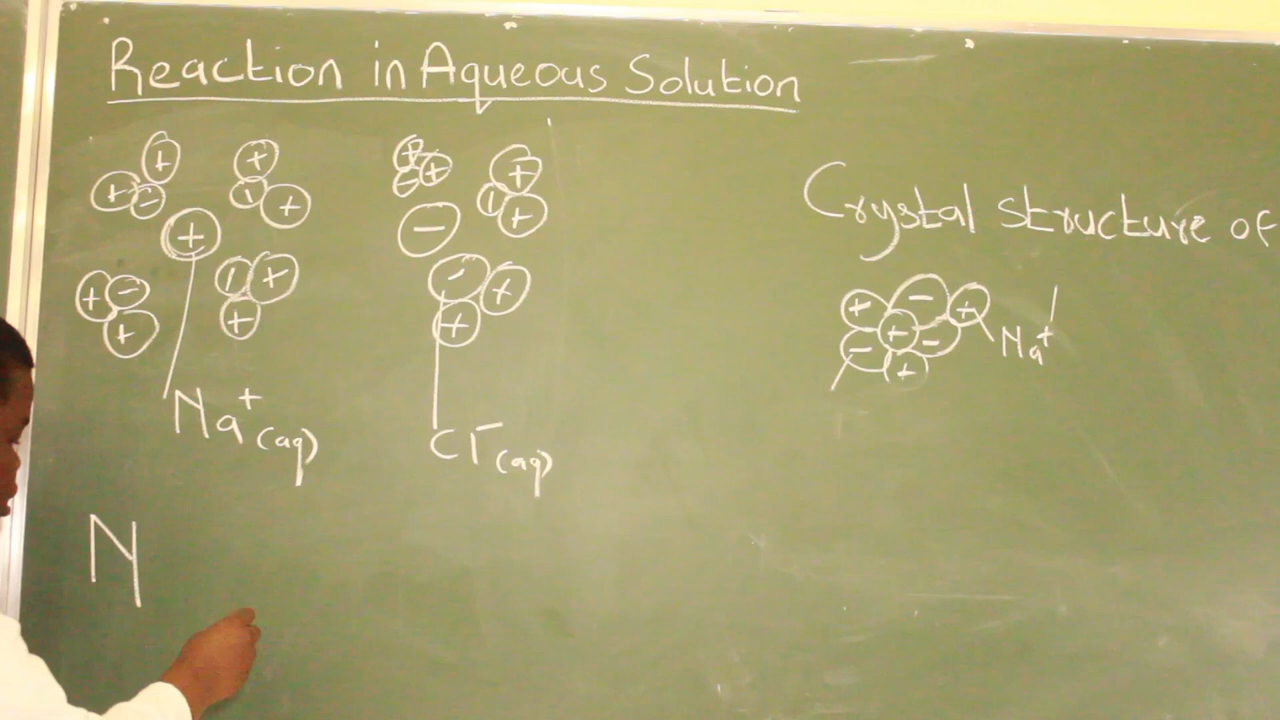 Reaction in Aqueous Solution
Crystal structure of
+ + - + - + + - + + - + - + - + + - +
Na+(aq)
Cl-(aq)
+ - + + - - +
Na+
N